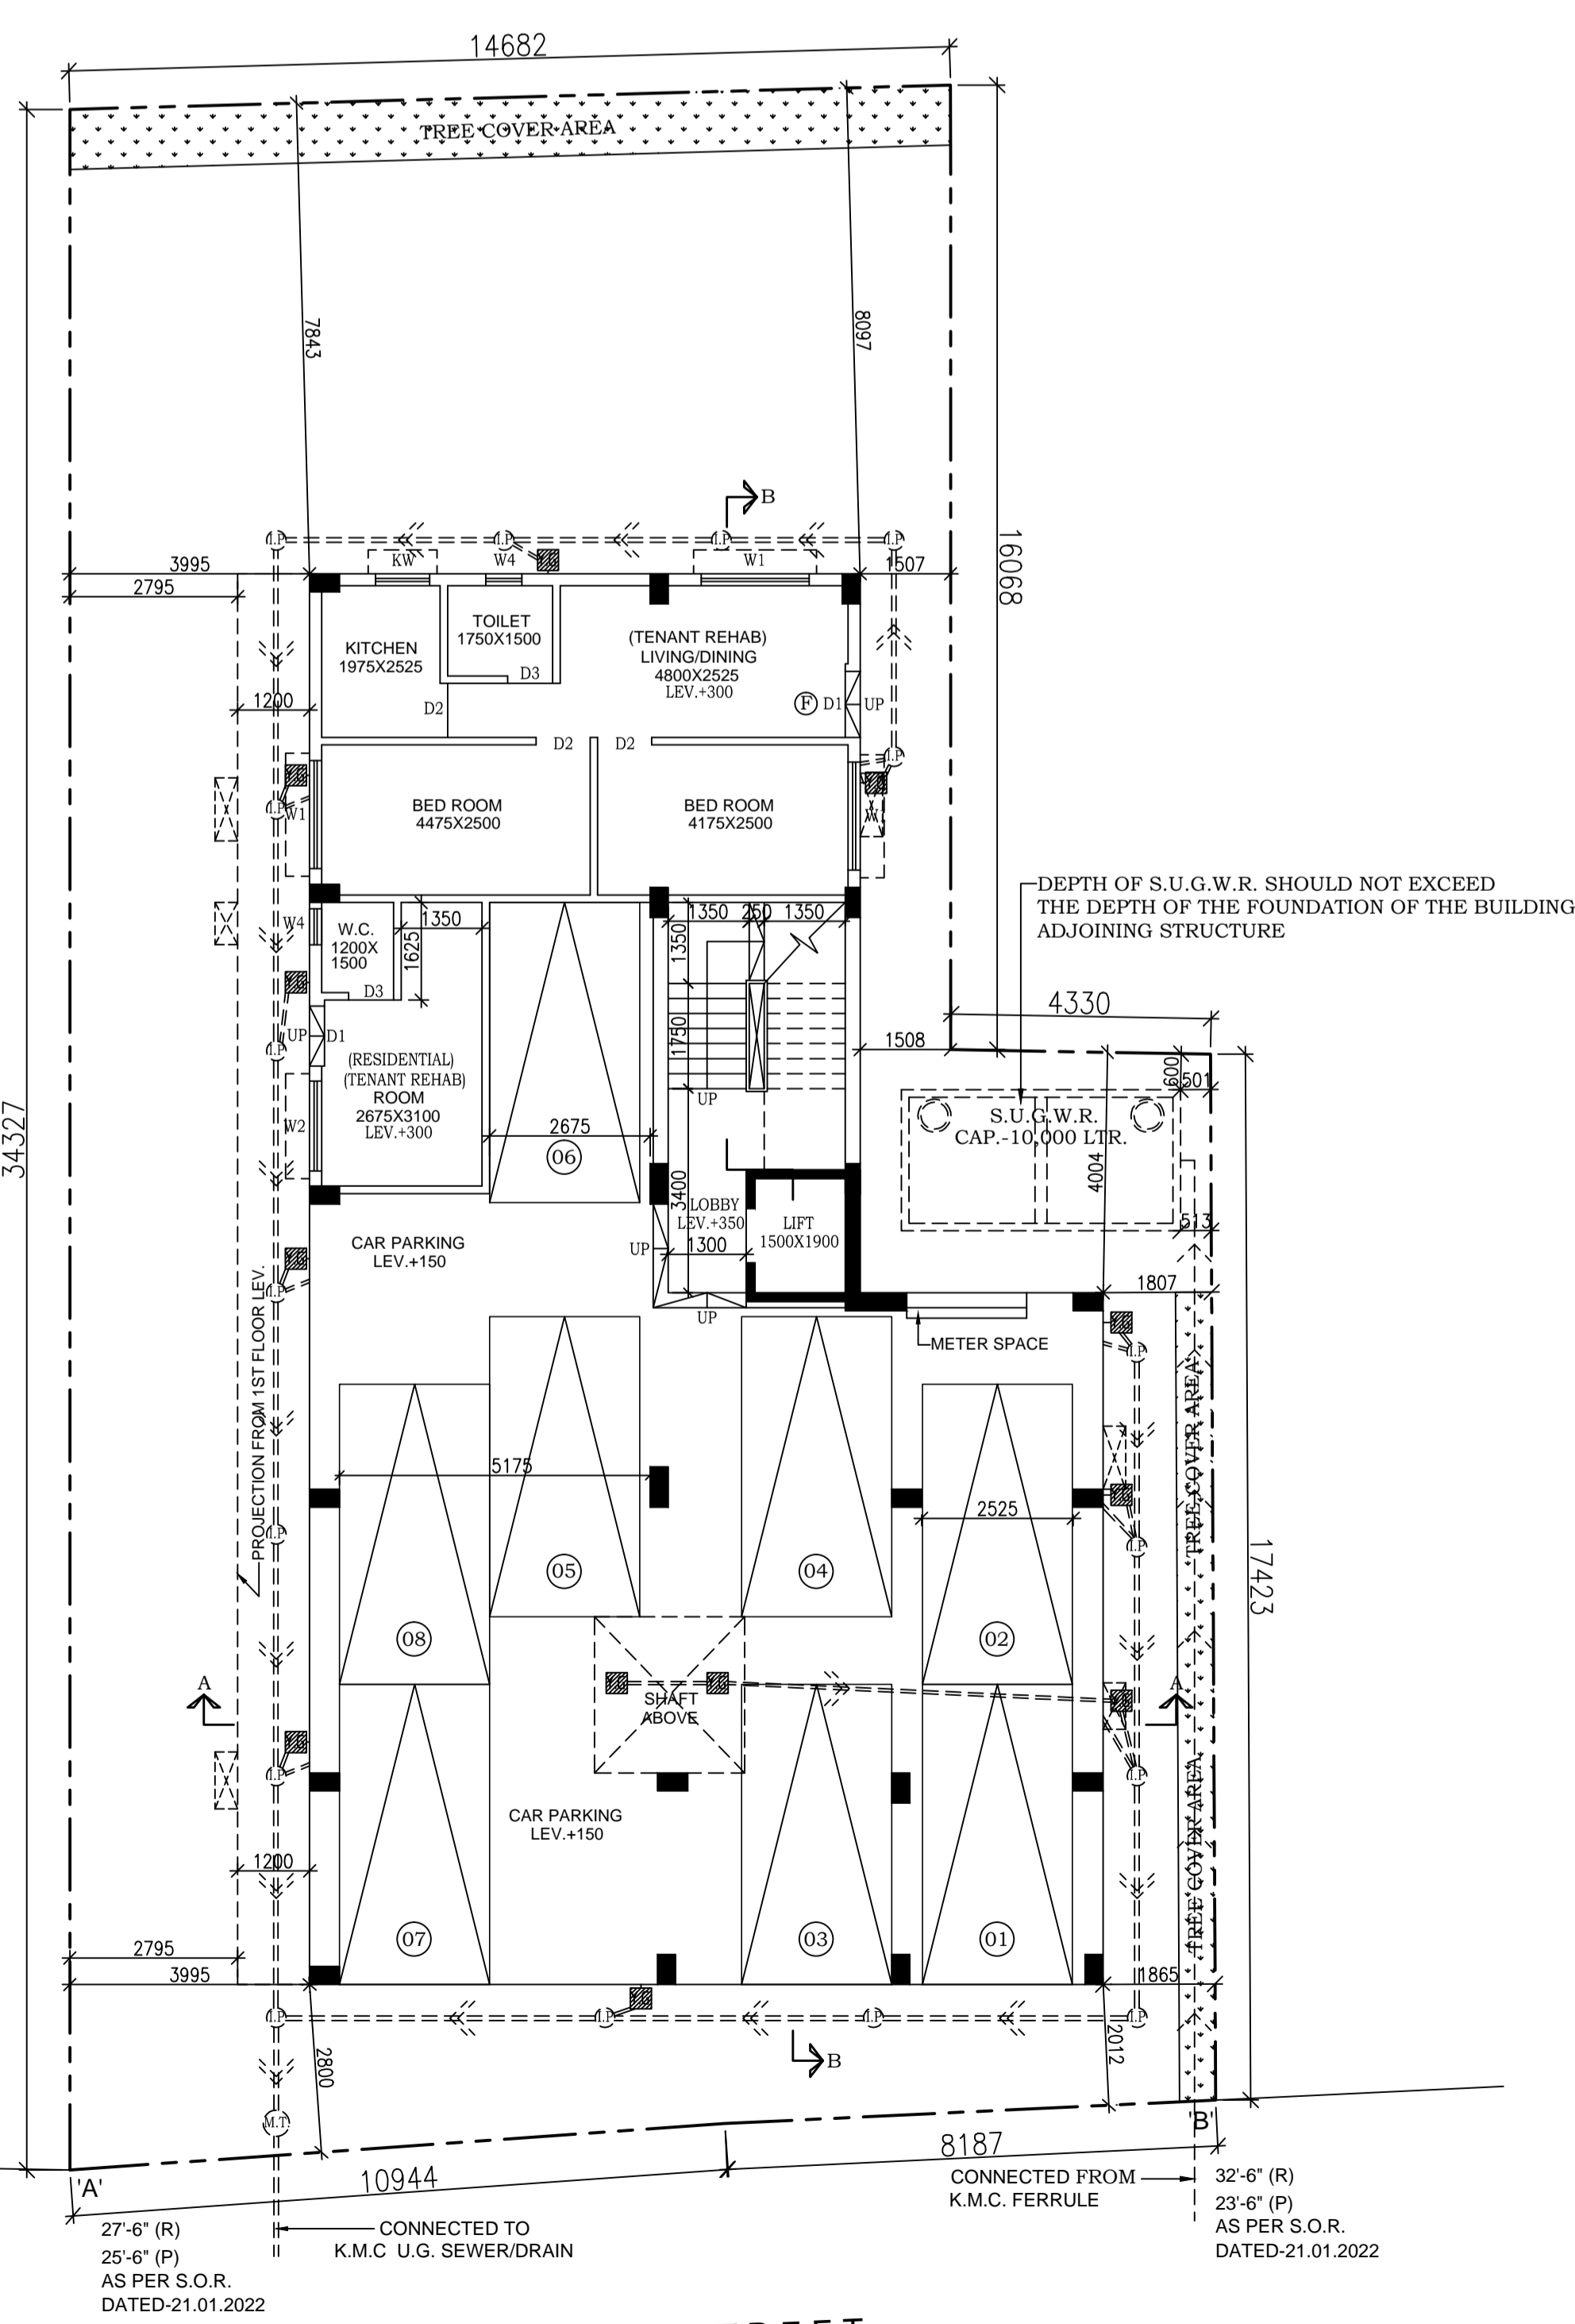 14682
TREE COVER AREA
7843
8097
34327
16068
B
3995
2795
1507
I.P
I.P
I.P
I.P
KW
W4
Y.G
W1
KITCHEN
1975X2525
TOILET
1750X1500
D3
(TENANT REHAB)
LIVING/DINING
4800X2525
LEV.+300
1200
D2
F
D1
UP
D2
D2
I.P
Y.G
Y.G
I.P
W1
BED ROOM
4475X2500
BED ROOM
4175X2500
DEPTH OF S.U.G.W.R. SHOULD NOT EXCEED
THE DEPTH OF THE FOUNDATION OF THE BUILDING
ADJOINING STRUCTURE
W4
W.C.
1200X
1500
D3
1350
1625
1350
250
1350
1350
1750
Y.G
UP
D1
I.P
(RESIDENTIAL)
(TENANT REHAB)
ROOM
2675X3100
LEV.+300
W2
2675
06
UP
1508
4330
600
501
S.U.G.W.R.
CAP.-10,000 LTR.
4004
513
3400
LOBBY
LEV.+350
1300
LIFT
1500X1900
UP
UP
CAR PARKING
LEV.+150
Y.G
I.P
1807
METER SPACE
Y.G
I.P
PROJECTION FROM 1ST FLOOR LEV.
TREE COVER AREA
17423
5175
2525
Y.G
I.P
I.P
05
04
08
02
A
Y.G
Y.G
SHAFT
ABOVE
Y.G
A
Y.G
I.P
I.P
CAR PARKING
LEV.+150
TREE COVER AREA
1200
07
03
01
2795
3995
1865
Y.G
I.P
I.P
I.P
I.P
2800
B
2012
M.T.
'B'
8187
10944
'A'
CONNECTED FROM
K.M.C. FERRULE
32'-6" (R)
23'-6" (P)
AS PER S.O.R.
DATED-21.01.2022
27'-6" (R)
25'-6" (P)
AS PER S.O.R.
DATED-21.01.2022
CONNECTED TO
K.M.C U.G. SEWER/DRAIN